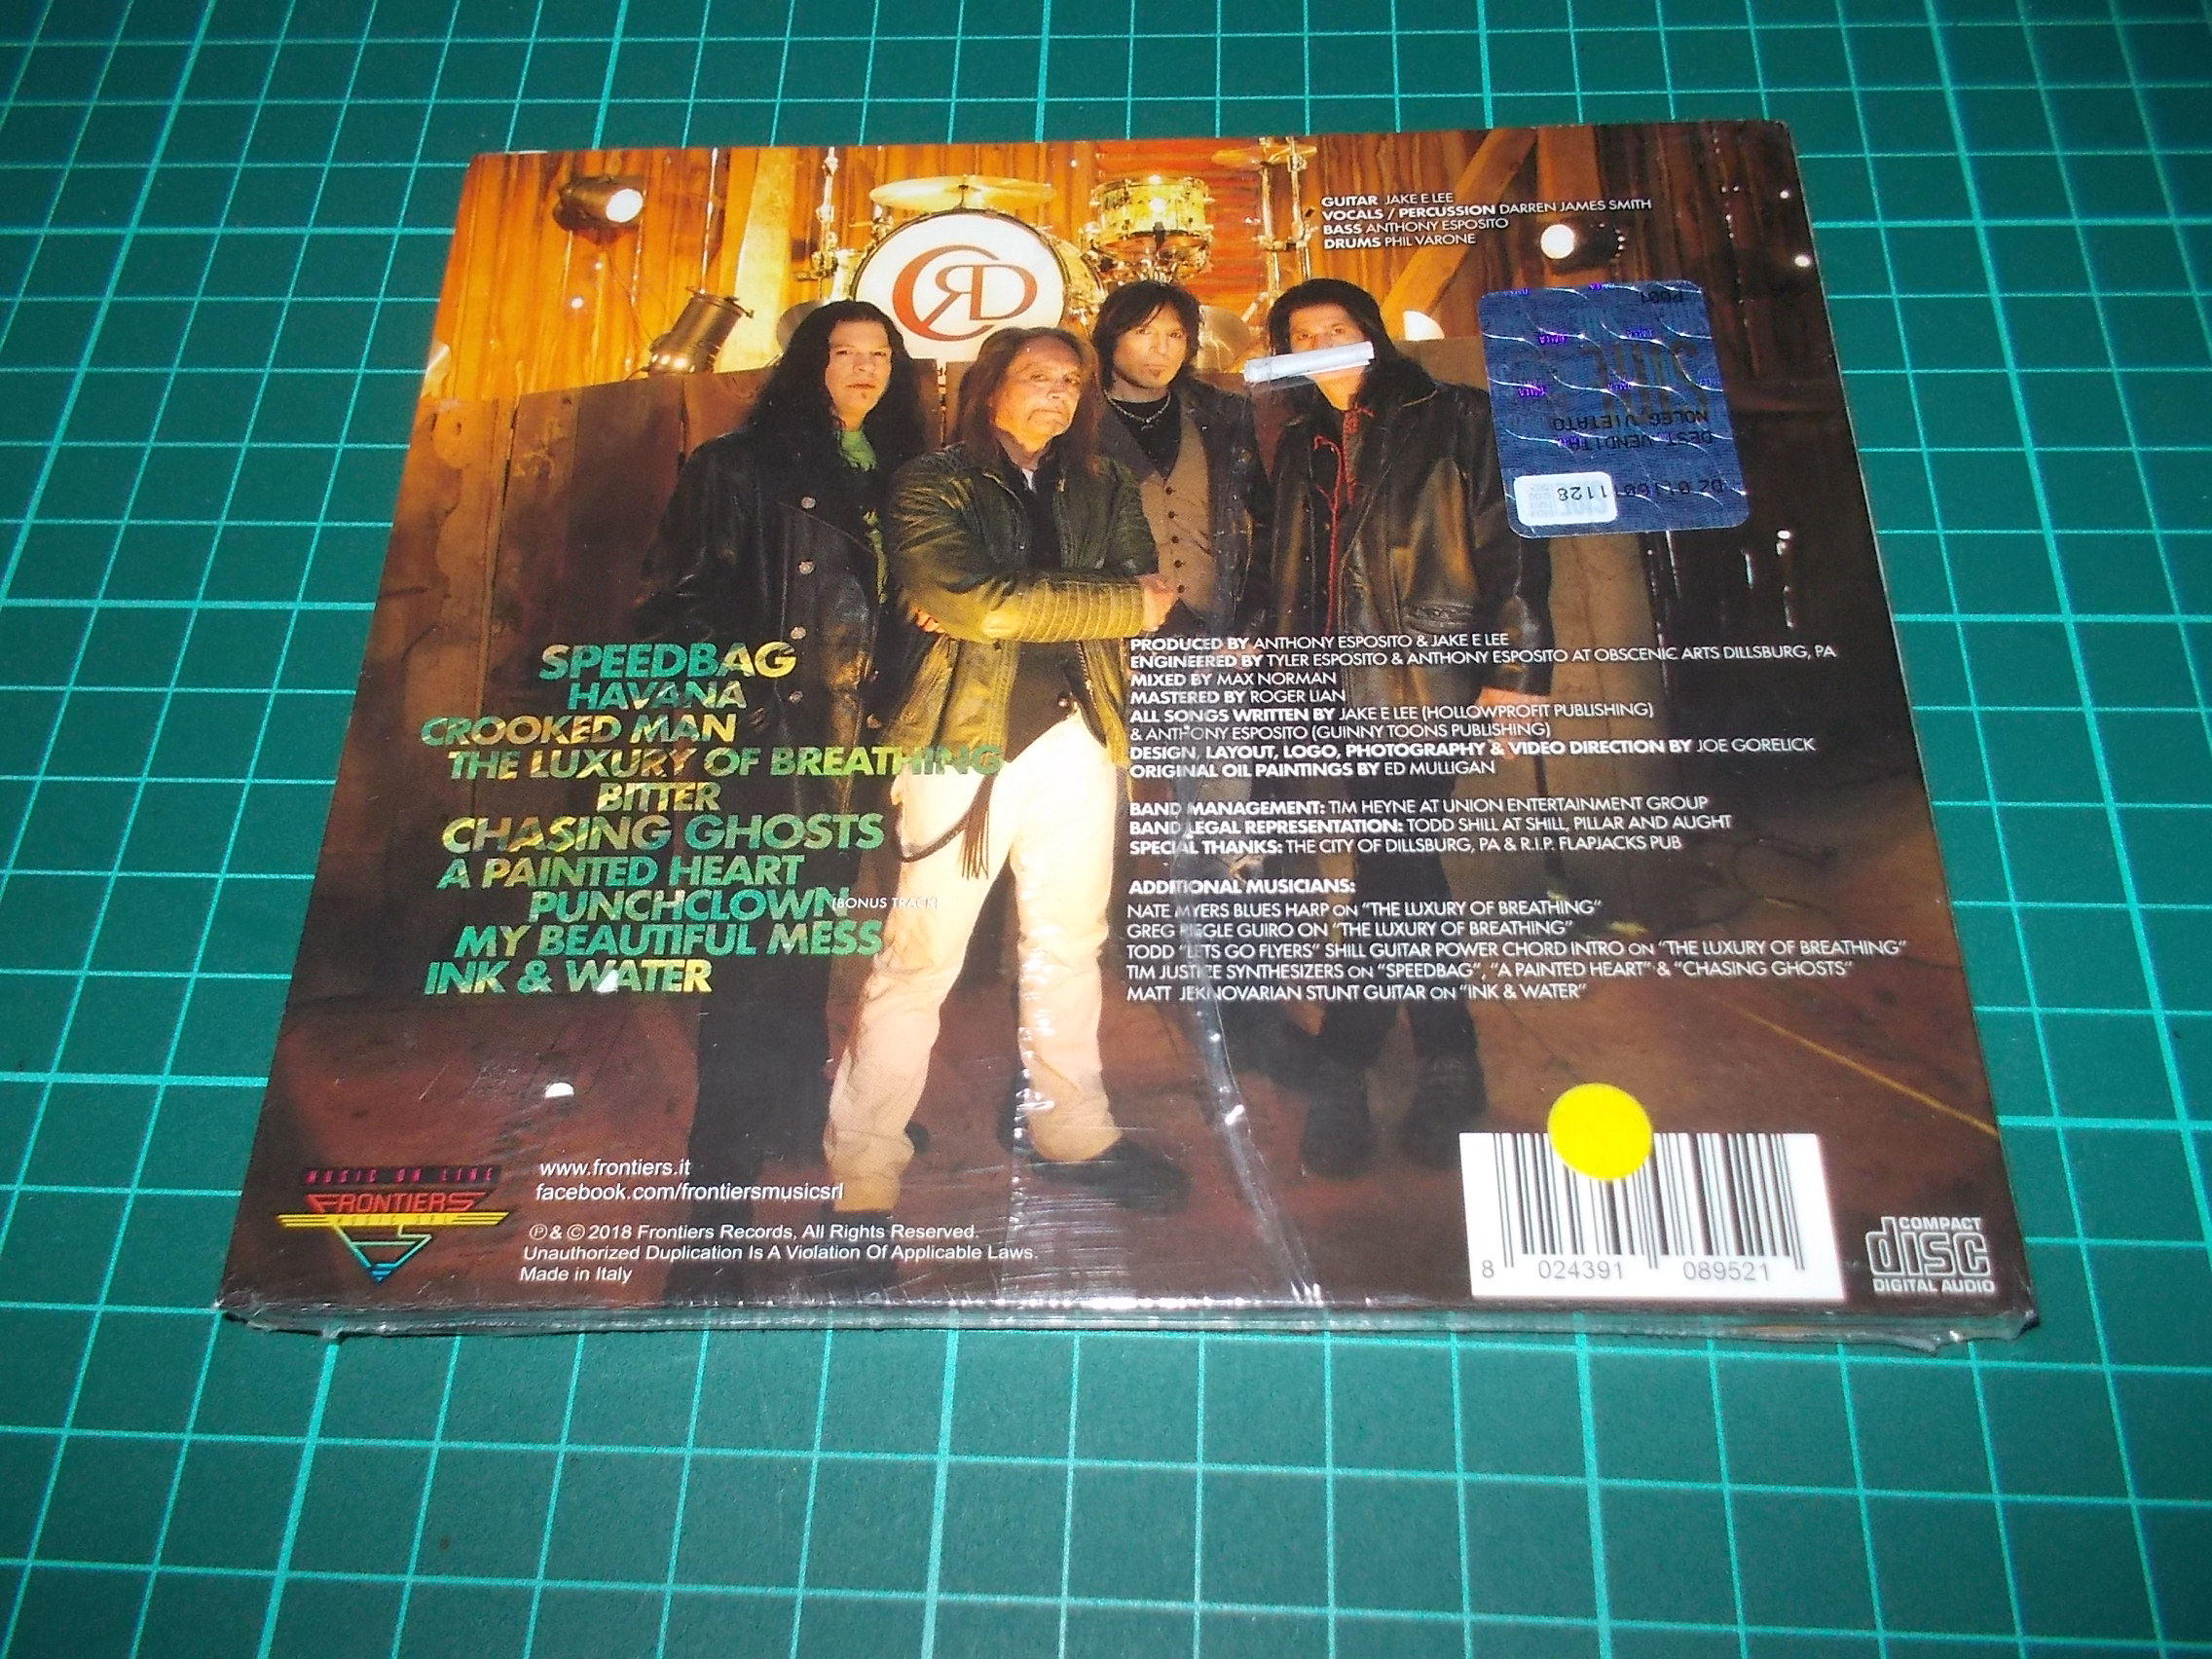 GUITAR JAKE E LEE
VOCALS / PERCUSSION DARREN JAMES SMITH
BASS ANTHONY ESPOSITO
DRUMS PHIL VARONE
NOLEG VIETATO
DEST VENDITA
1128
SPEEDBAG
HAVANA
CROOKED MAN
THE LUXURY OF BREATHING
BITTER
CHASING GHOSTS
A PAINTED HEART
PUNCHCLOWN (BONUS TRACK)
MY BEAUTIFUL MESS
INK & WATER
PRODUCED BY ANTHONY ESPOSITO & JAKE E LEE
ENGINEERED BY TYLER ESPOSITO & ANTHONY ESPOSITO AT OBSCENIC ARTS DILLSBURG, PA
MIXED BY MAX NORMAN
MASTERED BY ROGER LIAN
ALL SONGS WRITTEN BY JAKE E LEE (HOLLOWPROFIT PUBLISHING)
& ANTHONY ESPOSITO (GUINNY TOONS PUBLISHING)
DESIGN, LAYOUT, LOGO, PHOTOGRAPHY & VIDEO DIRECTION BY JOE GORELICK
ORIGINAL OIL PAINTINGS BY ED MULLIGAN
BAND MANAGEMENT: TIM HEYNE AT UNION ENTERTAINMENT GROUP
BAND LEGAL REPRESENTATION: TODD SHILL AT SHILL, PILLAR AND AUGHT
SPECIAL THANKS: THE CITY OF DILLSBURG, PA & R.I.P. FLAPJACKS PUB
ADDITIONAL MUSICIANS:
NATE MYERS BLUES HARP ON "THE LUXURY OF BREATHING"
GREG RIEGLE GUIRO ON "THE LUXURY OF BREATHING"
TODD "LETS GO FLYERS" SHILL GUITAR POWER CHORD INTRO ON "THE LUXURY OF BREATHING"
TIM JUSTICE SYNTHESIZERS ON "SPEEDBAG", "A PAINTED HEART" & "CHASING GHOSTS"
MATT JEKNOVARIAN STUNT GUITAR ON "INK & WATER"
MUSIC ON LINE
FRONTIERS
MUSIC SRL
www.frontiers.it
facebook.com/frontiersmusicsrl
℗ & © 2018 Frontiers Records, All Rights Reserved.
Unauthorized Duplication Is A Violation Of Applicable Laws.
Made in Italy
8 024391 089521
COMPACT
disc
DIGITAL AUDIO